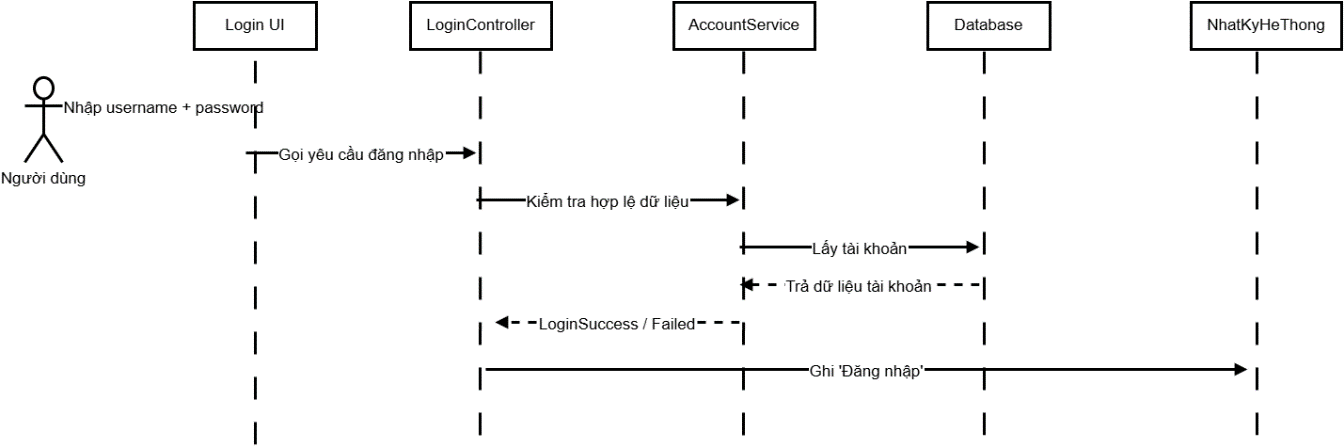 Login UI
LoginController
AccountService
Database
NhatKyHeThong
Nhập username + password
Gọi yêu cầu đăng nhập
Người dùng
Kiểm tra hợp lệ dữ liệu
Lấy tài khoản
Trả dữ liệu tài khoản
LoginSuccess / Failed
Ghi 'Đăng nhập'